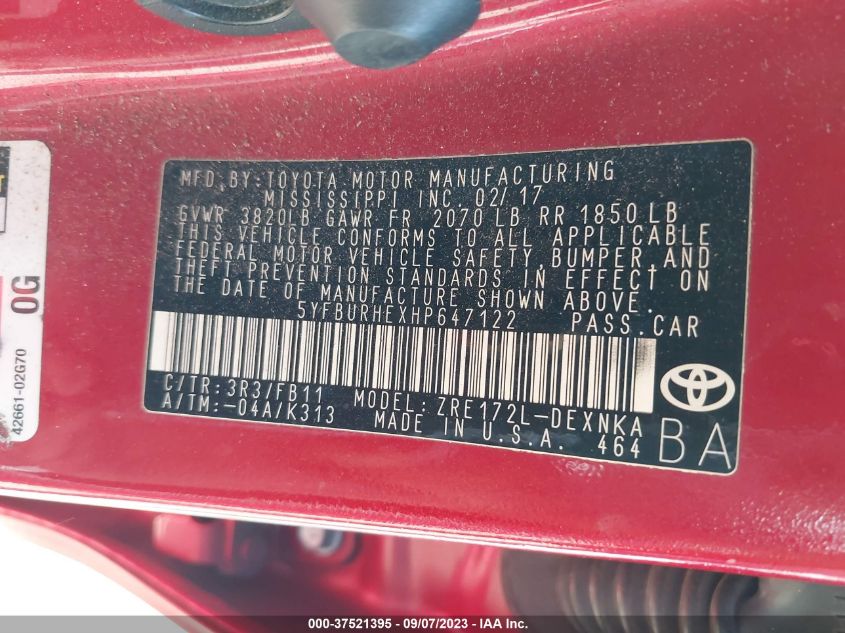 MFD.BY:TOYOTA MOTOR MANUFACTURING
MISSISSIPPI INC. 02/17
GVWR 3820LB GAWR FR 2070 LB RR 1850LB
THIS VEHICLE CONFORMS TO ALL APPLICABLE
FEDERAL MOTOR VEHICLE SAFETY, BUMPER, AND
THEFT PREVENTION STANDARDS IN EFFECT ON
THE DATE OF MANUFACTURE SHOWN ABOVE.
5YFBURHEXHP647122 PASS.CAR
C/TR:3R3/FB11 MODEL:ZRE172L-DEXNKA
A/TM:-04A/K313 MADE IN U.S.A. 464
BA
0G
42661-02G70
000-37521395 - 09/07/2023 - IAA Inc.